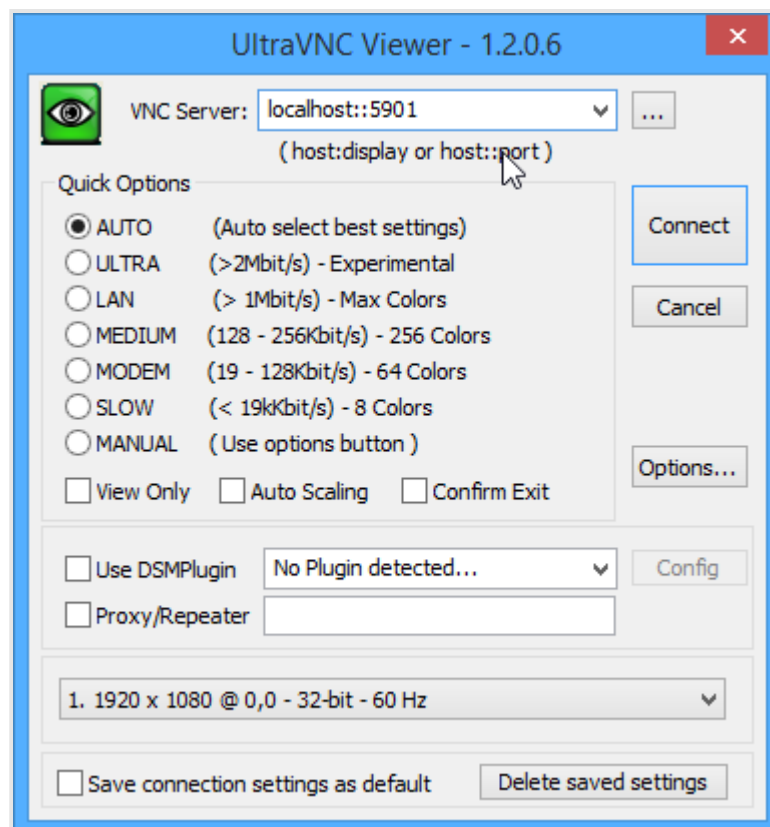 UltraVNC Viewer - 1.2.0.6
VNC Server: localhost::5901 ...
( host:display or host::port )
Quick Options
AUTO (Auto select best settings)
Connect
ULTRA (>2Mbit/s) - Experimental
LAN (> 1Mbit/s) - Max Colors
Cancel
MEDIUM (128 - 256Kbit/s) - 256 Colors
MODEM (19 - 128Kbit/s) - 64 Colors
SLOW (< 19kKbit/s) - 8 Colors
MANUAL ( Use options button )
Options...
View Only Auto Scaling Confirm Exit
Use DSMPlugin No Plugin detected... Config
Proxy/Repeater
1. 1920 x 1080 @ 0,0 - 32-bit - 60 Hz
Save connection settings as default Delete saved settings